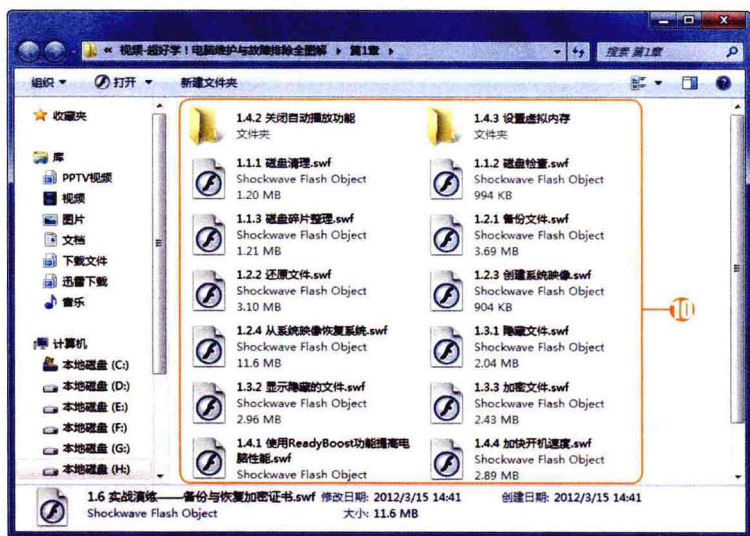 « 视频-超好学！电脑维护与故障排除全图解 ▸ 第1章 ▸
搜索 第1章
组织 打开 新建文件夹
收藏夹
库
PPTV视频
视频
图片
文档
下载文件
迅雷下载
音乐
计算机
本地磁盘 (C:)
本地磁盘 (D:)
本地磁盘 (E:)
本地磁盘 (F:)
本地磁盘 (G:)
本地磁盘 (H:)
1.4.2 关闭自动播放功能
文件夹
1.4.3 设置虚拟内存
文件夹
1.1.1 磁盘清理.swf
Shockwave Flash Object
1.20 MB
1.1.2 磁盘检查.swf
Shockwave Flash Object
994 KB
1.1.3 磁盘碎片整理.swf
Shockwave Flash Object
1.21 MB
1.2.1 备份文件.swf
Shockwave Flash Object
3.69 MB
1.2.2 还原文件.swf
Shockwave Flash Object
3.10 MB
1.2.3 创建系统映像.swf
Shockwave Flash Object
904 KB
1.2.4 从系统映像恢复系统.swf
Shockwave Flash Object
11.6 MB
1.3.1 隐藏文件.swf
Shockwave Flash Object
2.04 MB
1.3.2 显示隐藏的文件.swf
Shockwave Flash Object
2.96 MB
1.3.3 加密文件.swf
Shockwave Flash Object
2.43 MB
1.4.1 使用ReadyBoost功能提高电
脑性能.swf
Shockwave Flash Object
1.4.4 加快开机速度.swf
Shockwave Flash Object
2.89 MB
10
1.6 实战演练——备份与恢复加密证书.swf 修改日期: 2012/3/15 14:41 创建日期: 2012/3/15 14:41
Shockwave Flash Object 大小: 11.6 MB